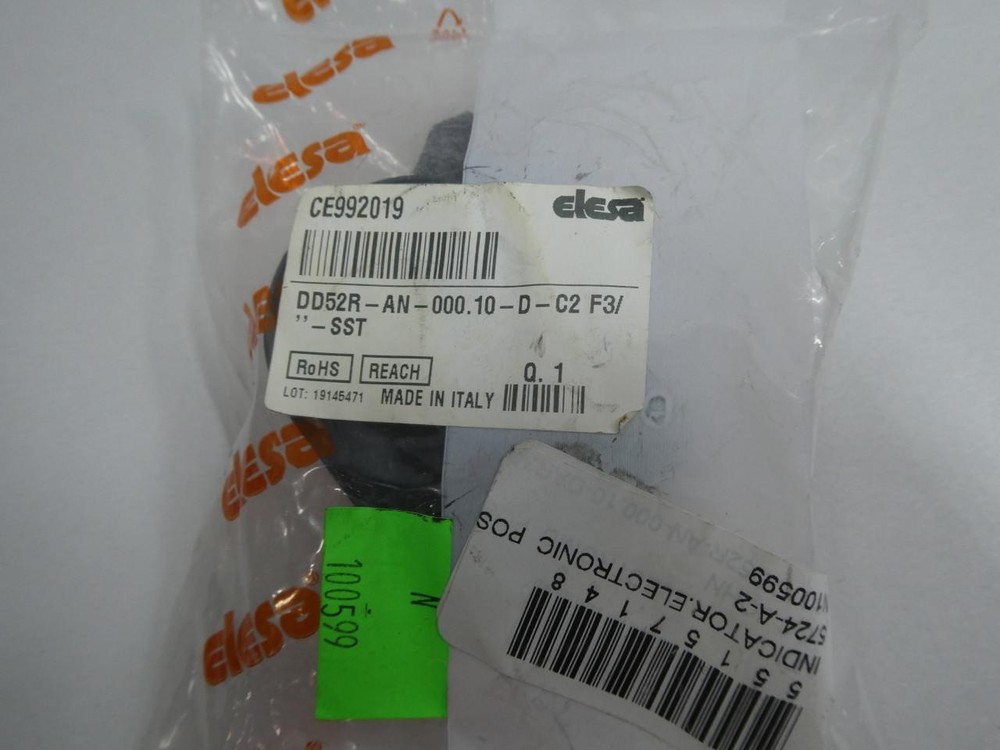 elesa
elesa
CE992019 elesa
DD52R-AN-000.10-D-C2 F3/
"-SST
RoHS REACH Q. 1
LOT: 19145471 MADE IN ITALY
elesa
elesa
N
100599
5 5 1 5 7 1 4 8
INDICATOR.ELECTRONIC POS
5724-A-2
N100599